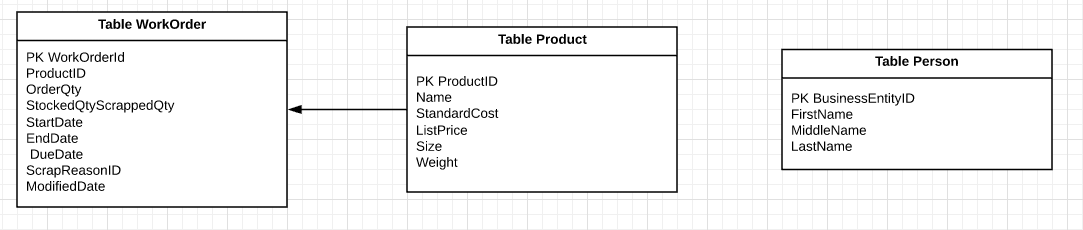 Table WorkOrder
PK WorkOrderId
ProductID
OrderQty
StockedQtyScrappedQty
StartDate
EndDate
DueDate
ScrapReasonID
ModifiedDate
Table Product
PK ProductID
Name
StandardCost
ListPrice
Size
Weight
Table Person
PK BusinessEntityID
FirstName
MiddleName
LastName